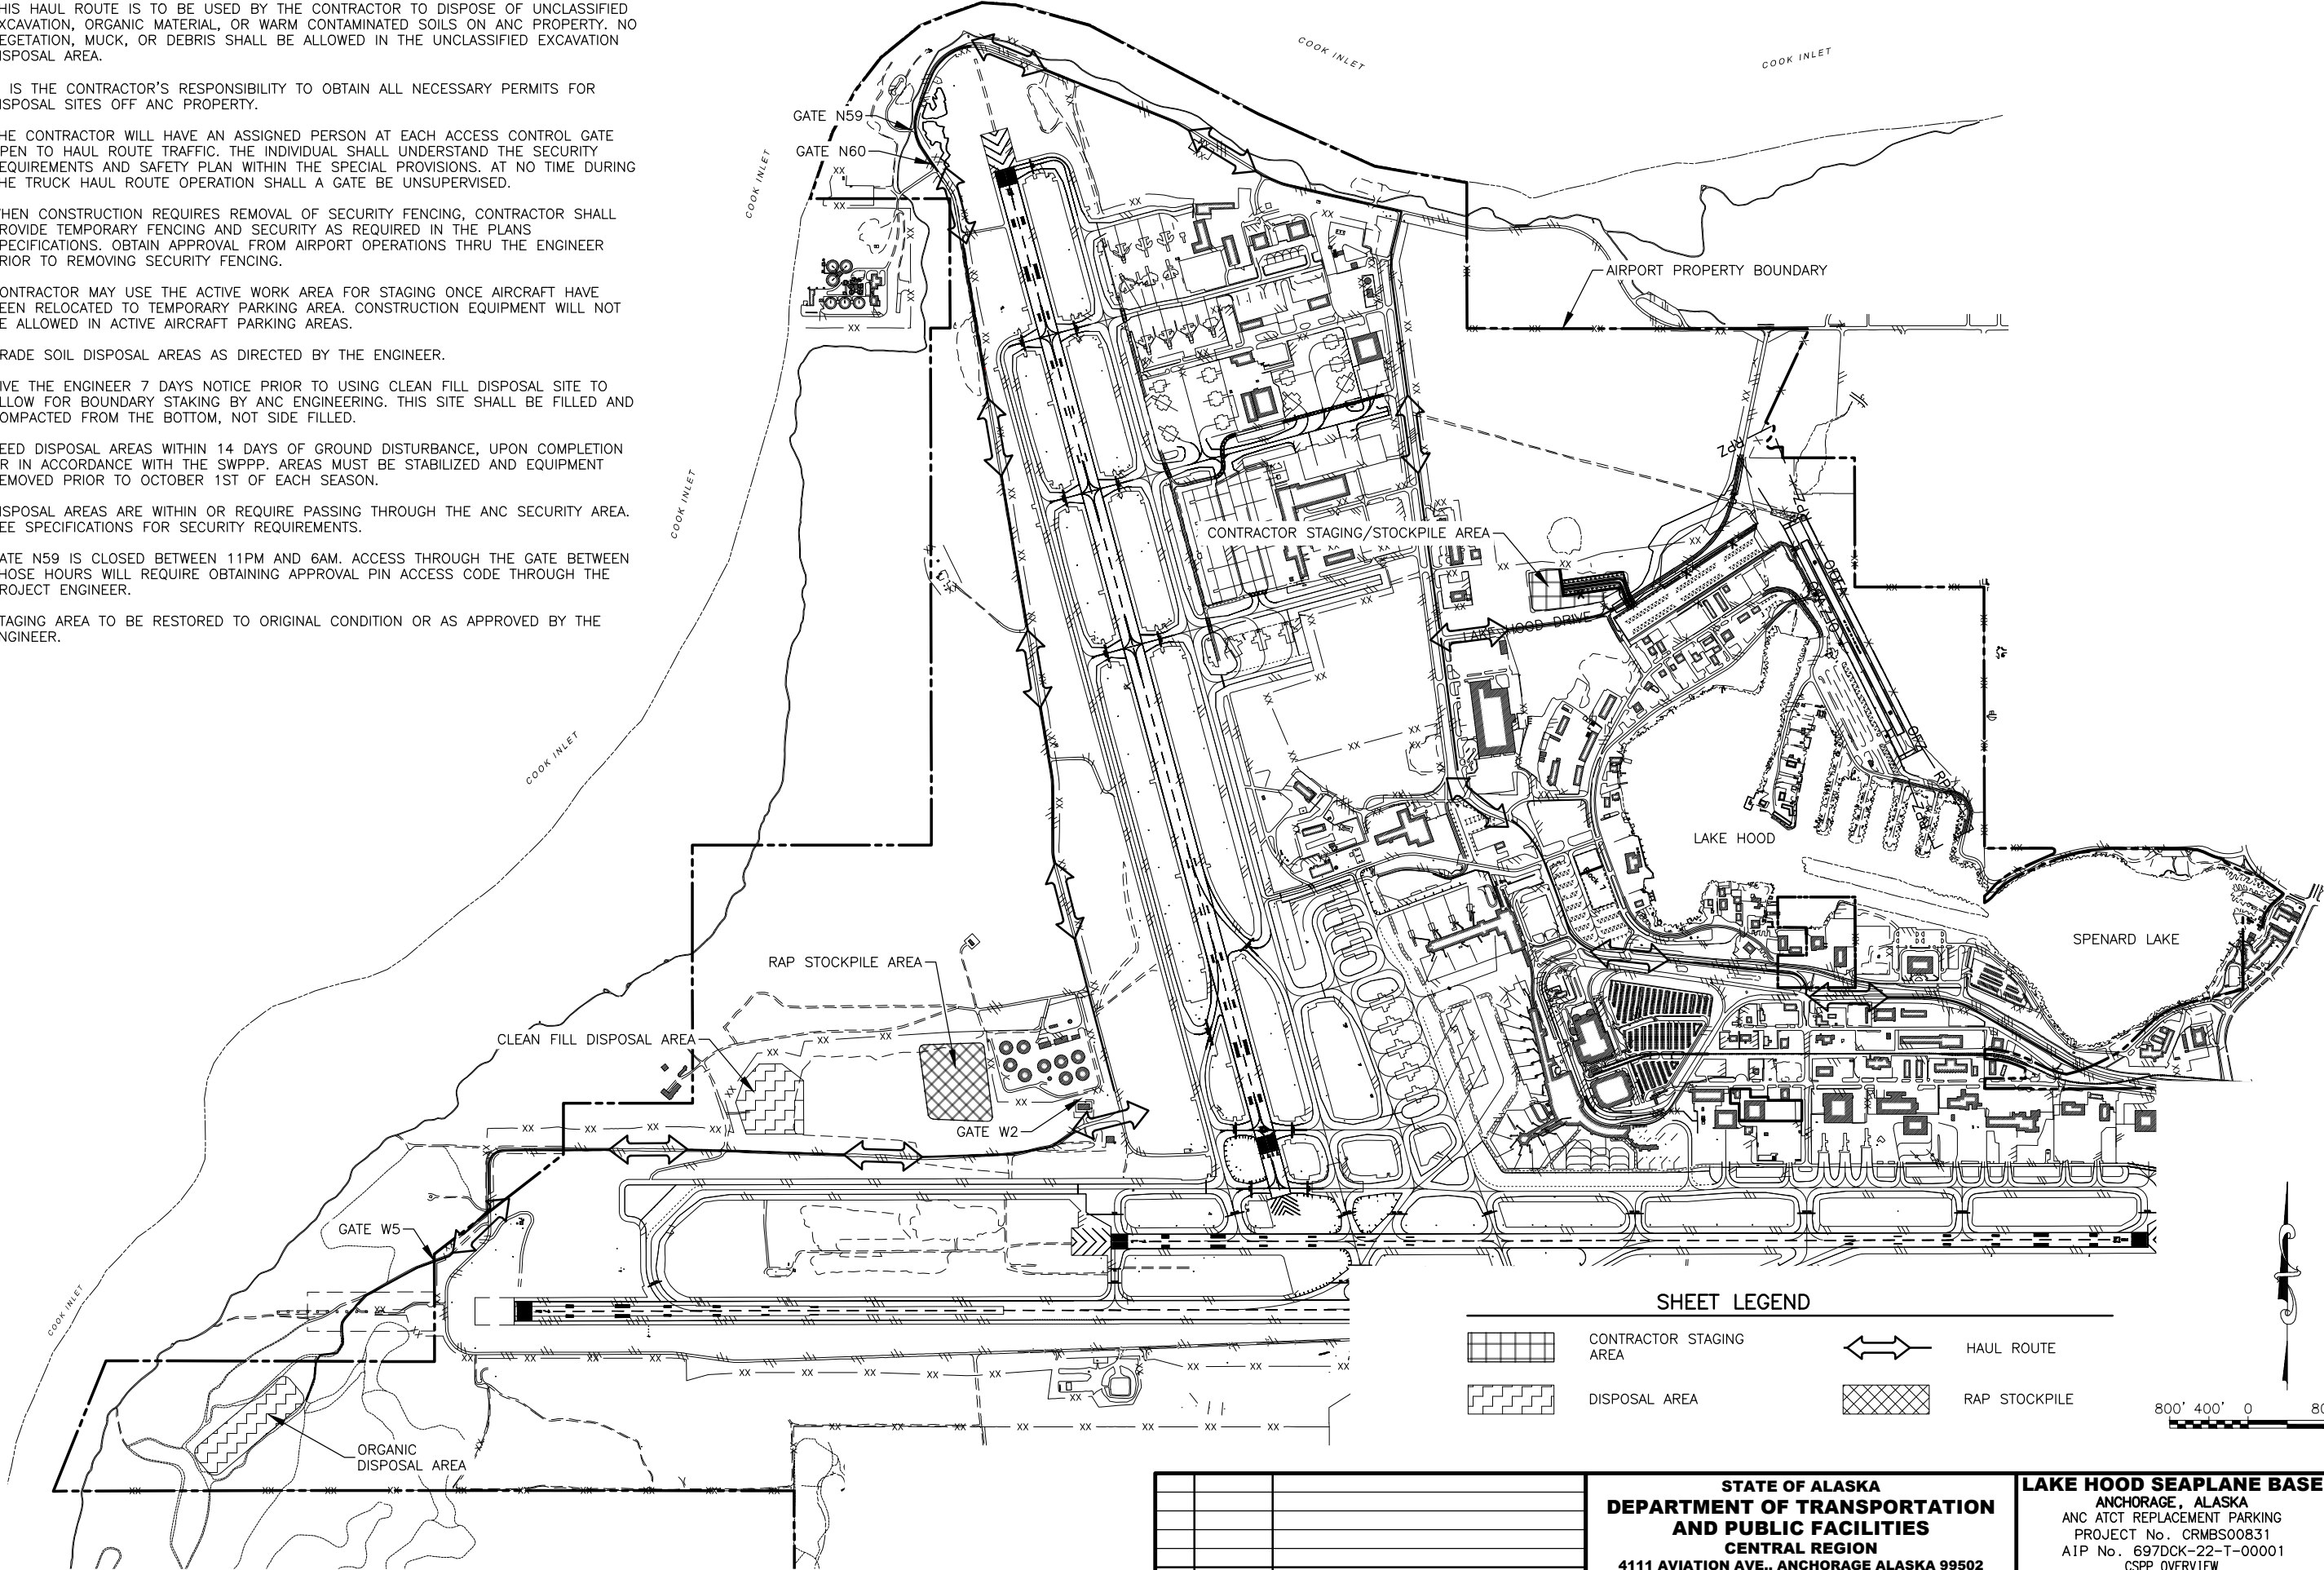 HIS HAUL ROUTE IS TO BE USED BY THE CONTRACTOR TO DISPOSE OF UNCLASSIFIED
XCAVATION, ORGANIC MATERIAL, OR WARM CONTAMINATED SOILS ON ANC PROPERTY. NO
EGETATION, MUCK, OR DEBRIS SHALL BE ALLOWED IN THE UNCLASSIFIED EXCAVATION
ISPOSAL AREA.
IS THE CONTRACTOR'S RESPONSIBILITY TO OBTAIN ALL NECESSARY PERMITS FOR
ISPOSAL SITES OFF ANC PROPERTY.
HE CONTRACTOR WILL HAVE AN ASSIGNED PERSON AT EACH ACCESS CONTROL GATE
PEN TO HAUL ROUTE TRAFFIC. THE INDIVIDUAL SHALL UNDERSTAND THE SECURITY
EQUIREMENTS AND SAFETY PLAN WITHIN THE SPECIAL PROVISIONS. AT NO TIME DURING
HE TRUCK HAUL ROUTE OPERATION SHALL A GATE BE UNSUPERVISED.
HEN CONSTRUCTION REQUIRES REMOVAL OF SECURITY FENCING, CONTRACTOR SHALL
ROVIDE TEMPORARY FENCING AND SECURITY AS REQUIRED IN THE PLANS
PECIFICATIONS. OBTAIN APPROVAL FROM AIRPORT OPERATIONS THRU THE ENGINEER
RIOR TO REMOVING SECURITY FENCING.
ONTRACTOR MAY USE THE ACTIVE WORK AREA FOR STAGING ONCE AIRCRAFT HAVE
EEN RELOCATED TO TEMPORARY PARKING AREA. CONSTRUCTION EQUIPMENT WILL NOT
E ALLOWED IN ACTIVE AIRCRAFT PARKING AREAS.
RADE SOIL DISPOSAL AREAS AS DIRECTED BY THE ENGINEER.
IVE THE ENGINEER 7 DAYS NOTICE PRIOR TO USING CLEAN FILL DISPOSAL SITE TO
LLOW FOR BOUNDARY STAKING BY ANC ENGINEERING. THIS SITE SHALL BE FILLED AND
OMPACTED FROM THE BOTTOM, NOT SIDE FILLED.
EED DISPOSAL AREAS WITHIN 14 DAYS OF GROUND DISTURBANCE, UPON COMPLETION
R IN ACCORDANCE WITH THE SWPPP. AREAS MUST BE STABILIZED AND EQUIPMENT
EMOVED PRIOR TO OCTOBER 1ST OF EACH SEASON.
ISPOSAL AREAS ARE WITHIN OR REQUIRE PASSING THROUGH THE ANC SECURITY AREA.
EE SPECIFICATIONS FOR SECURITY REQUIREMENTS.
ATE N59 IS CLOSED BETWEEN 11PM AND 6AM. ACCESS THROUGH THE GATE BETWEEN
HOSE HOURS WILL REQUIRE OBTAINING APPROVAL PIN ACCESS CODE THROUGH THE
ROJECT ENGINEER.
TAGING AREA TO BE RESTORED TO ORIGINAL CONDITION OR AS APPROVED BY THE
NGINEER.
COOK INLET
COOK INLET
GATE N59
GATE N60
COOK INLET
AIRPORT PROPERTY BOUNDARY
RPZ
COOK INLET
CONTRACTOR STAGING/STOCKPILE AREA
LAKE HOOD DRIVE
COOK INLET
LAKE HOOD
SPENARD LAKE
RAP STOCKPILE AREA
CLEAN FILL DISPOSAL AREA
GATE W2
GATE W5
COOK INLET
ORGANIC
DISPOSAL AREA
SHEET LEGEND
CONTRACTOR STAGING
AREA
HAUL ROUTE
DISPOSAL AREA
RAP STOCKPILE
800' 400' 0 80
STATE OF ALASKA
DEPARTMENT OF TRANSPORTATION
AND PUBLIC FACILITIES
CENTRAL REGION
4111 AVIATION AVE., ANCHORAGE ALASKA 99502
LAKE HOOD SEAPLANE BASE
ANCHORAGE, ALASKA
ANC ATCT REPLACEMENT PARKING
PROJECT No. CRMBS00831
AIP No. 697DCK-22-T-00001
CSPP OVERVIEW